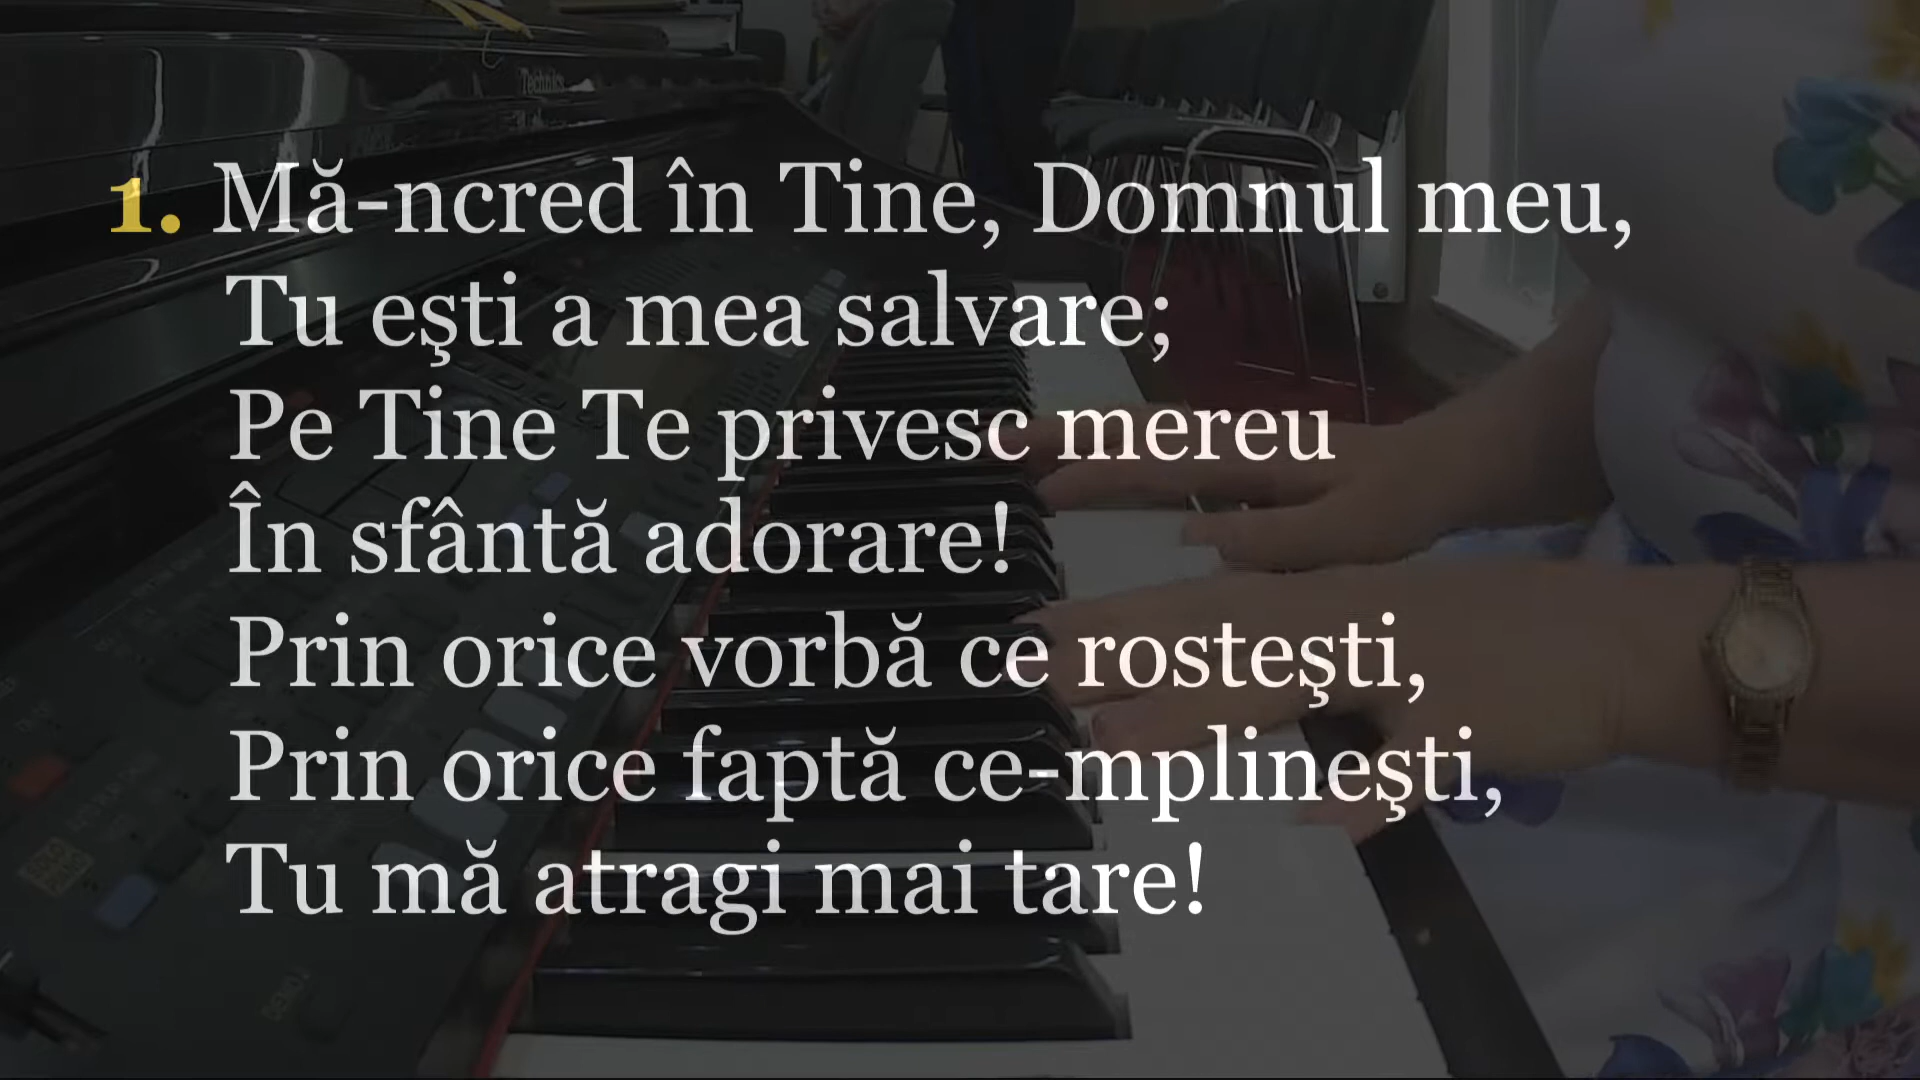 Technics
1. Mă-ncred în Tine, Domnul meu,
Tu eşti a mea salvare;
Pe Tine Te privesc mereu
În sfântă adorare!
Prin orice vorbă ce rosteşti,
Prin orice faptă ce-mplineşti,
Tu mă atragi mai tare!